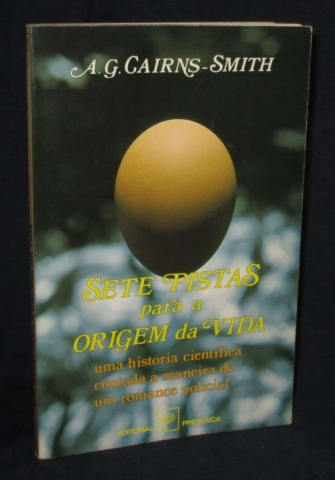 A. G. CAIRNS-SMITH
SETE PISTAS
para a
ORIGEM da VIDA
uma história científica
contada à maneira de
um romance policial
EDITORIAL PRESENÇA